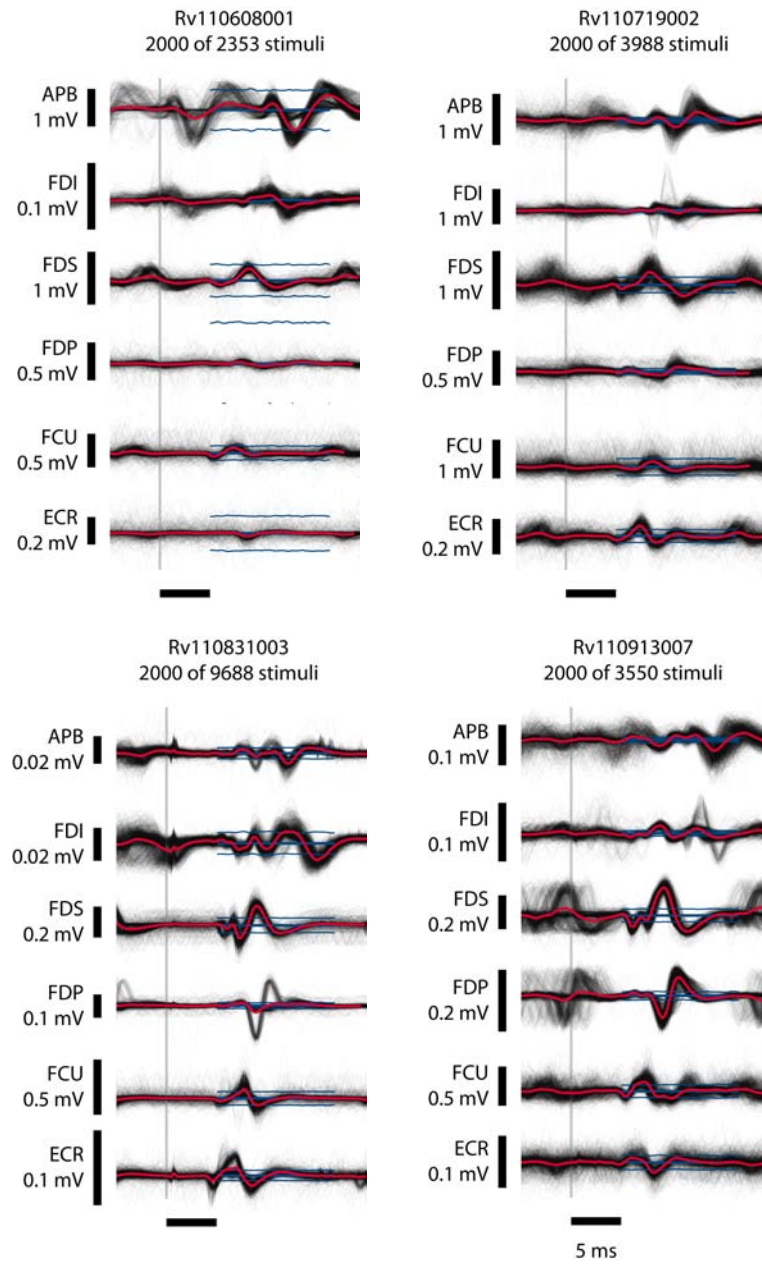 Rv110608001
2000 of 2353 stimuli
APB
1 mV
FDI
0.1 mV
FDS
1 mV
FDP
0.5 mV
FCU
0.5 mV
ECR
0.2 mV
Rv110719002
2000 of 3988 stimuli
APB
1 mV
FDI
1 mV
FDS
1 mV
FDP
0.5 mV
FCU
1 mV
ECR
0.2 mV
Rv110831003
2000 of 9688 stimuli
APB
0.02 mV
FDI
0.02 mV
FDS
0.2 mV
FDP
0.1 mV
FCU
0.5 mV
ECR
0.1 mV
Rv110913007
2000 of 3550 stimuli
APB
0.1 mV
FDI
0.1 mV
FDS
0.2 mV
FDP
0.2 mV
FCU
0.5 mV
ECR
0.1 mV
5 ms